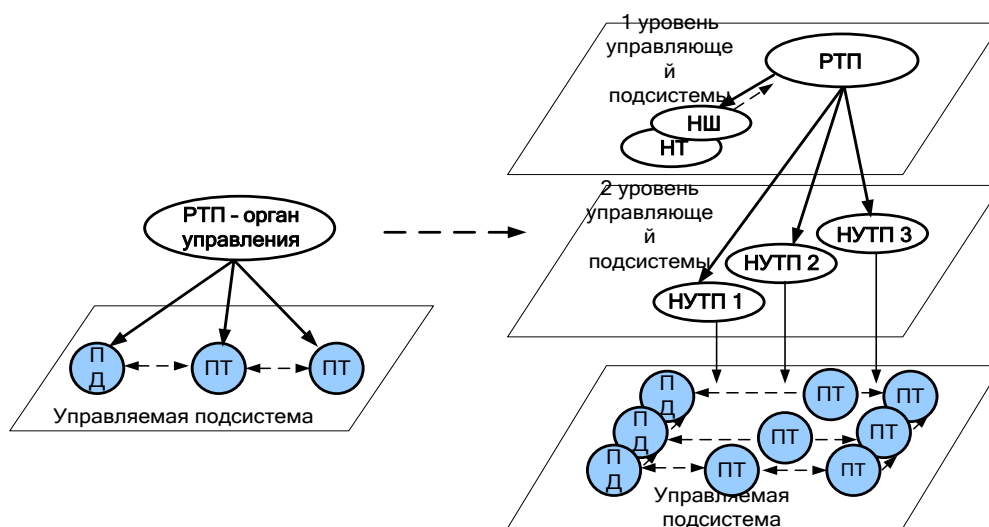 РТП – орган
управления
П
Д
ПТ
ПТ
Управляемая подсистема
1 уровень
управляюще
й
подсистемы
РТП
НШ
НТ
2 уровень
управляюще
й
подсистемы
НУТП 3
НУТП 2
НУТП 1
П
Д
ПТ
ПТ
П
Д
ПТ
ПТ
П
Д
ПТ
ПТ
Управляемая
подсистема